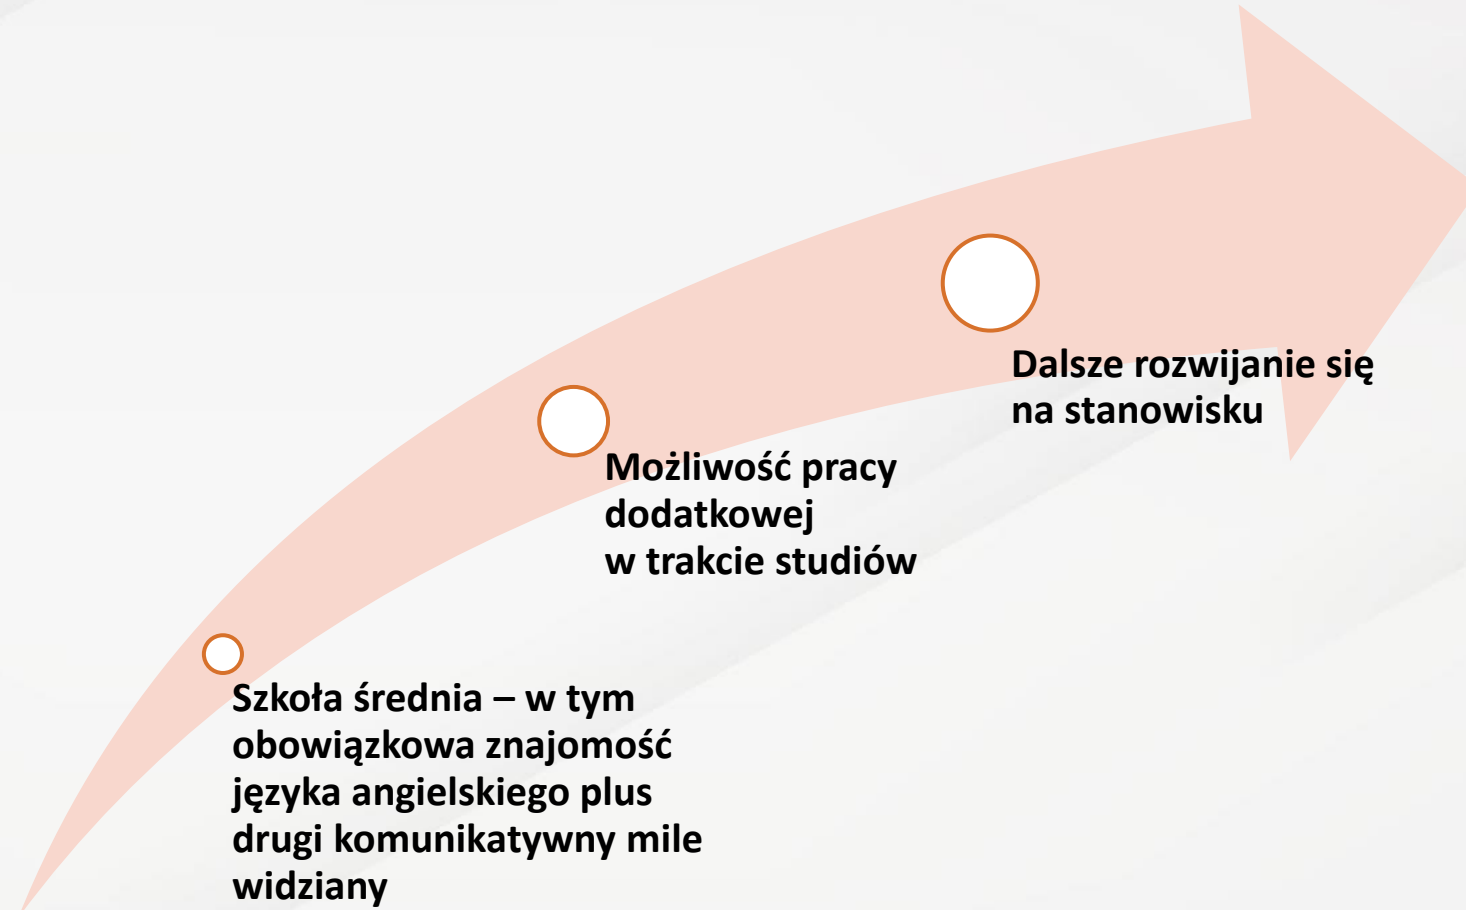 Dalsze rozwijanie się
na stanowisku
Możliwość pracy
dodatkowej
w trakcie studiów
Szkoła średnia – w tym
obowiązkowa znajomość
języka angielskiego plus
drugi komunikatywny mile
widziany